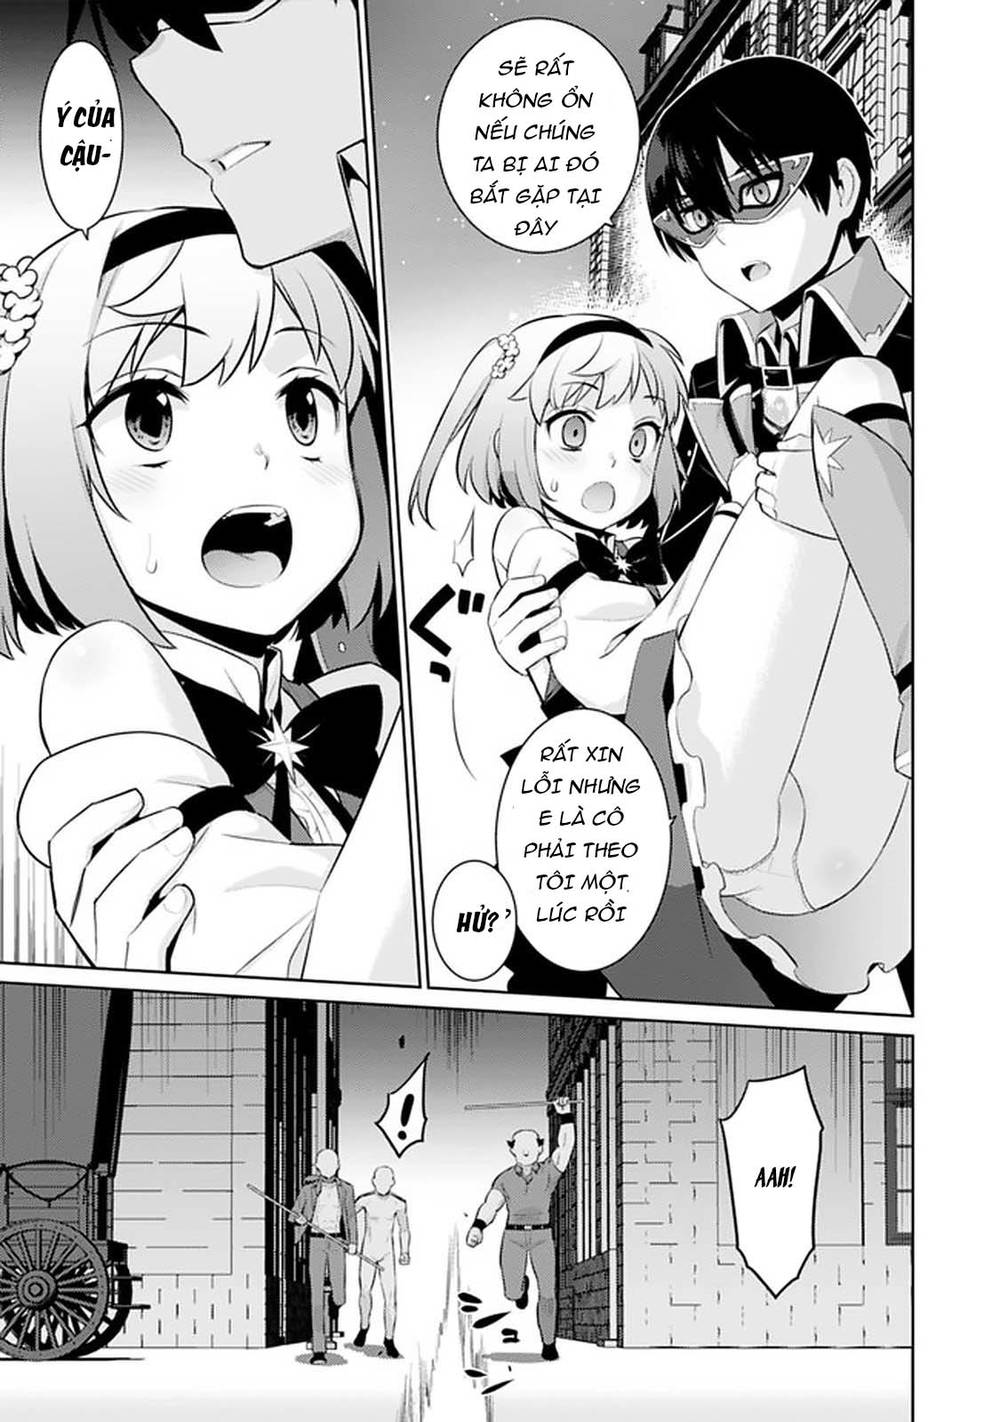 SẼ RẤT
KHÔNG ỔN
NẾU CHÚNG
TA BỊ AI ĐÓ
BẮT GẶP TẠI
ĐÂY
RẤT XIN
LỖI NHƯNG
E LÀ CÔ
PHẢI THEO
TÔI MỘT
LÚC RỒI
HỬ?
ぐ
Ý CỦA
CẬU-
!
AAH!